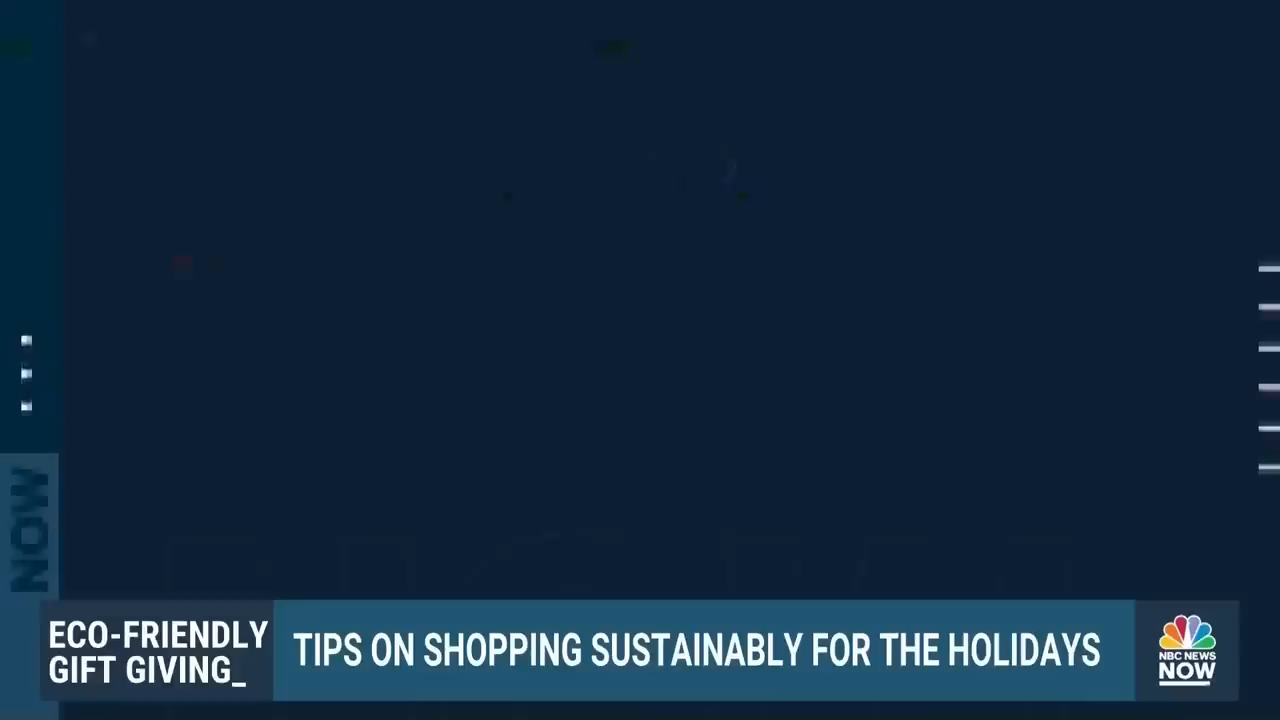 NOW
ECO-FRIENDLY
GIFT GIVING_
TIPS ON SHOPPING SUSTAINABLY FOR THE HOLIDAYS
NBC NEWS
NOW